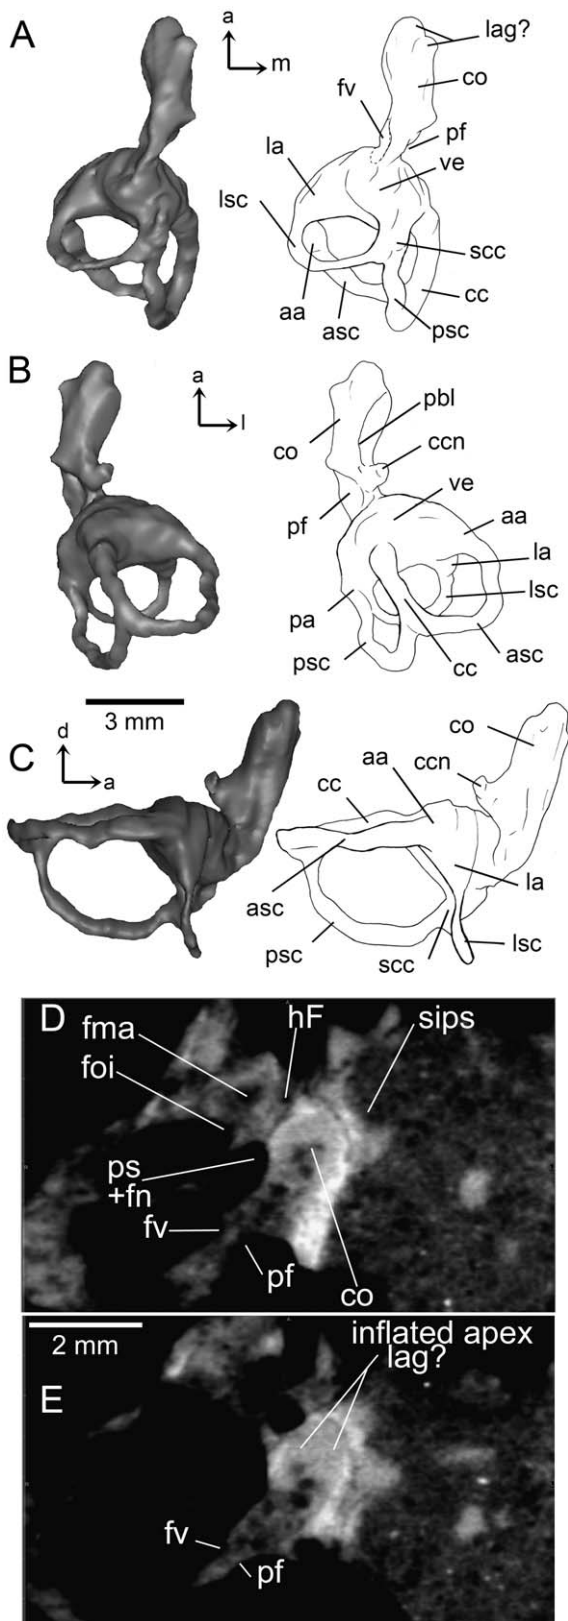 A
a
m
lag?
co
fv
pf
la
ve
lsc
scc
aa
cc
asc
psc
B
a
l
pbl
co
ccn
ve
pf
aa
la
lsc
pa
psc
cc
asc
3 mm
C
d
a
co
ccn
aa
cc
la
asc
psc
scc
lsc
D
fma
hF
sips
foi
ps
+fn
fv
pf
co
2 mm
inflated apex
lag?
E
fv
pf